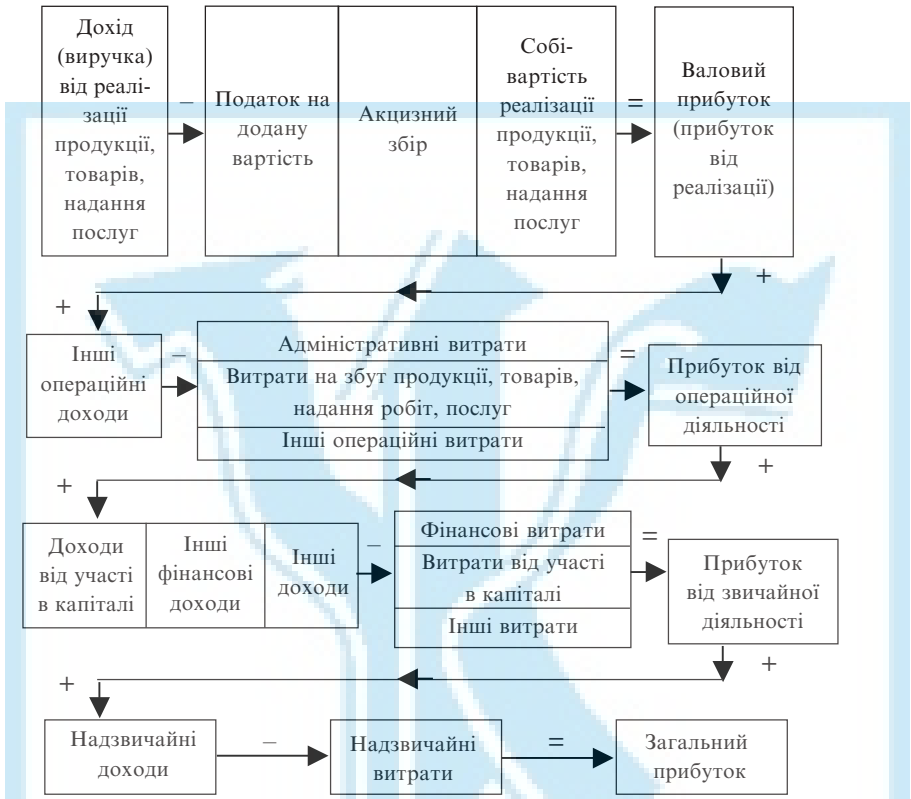 Дохід
(виручка)
від реалі-
зації
продукції,
товарів,
надання
послуг
–
Податок на
додану
вартість
Акцизний
збір
Собі-
вартість
реалізації
продукції,
товарів,
надання
послуг
=
Валовий
прибуток
(прибуток
від
реалізації)
+
+
Інші
операційні
доходи
–
Адміністративні витрати
Витрати на збут продукції, товарів,
надання робіт, послуг
Інші операційні витрати
=
Прибуток від
операційної
діяльності
+
+
Доходи
від участі
в капіталі
Інші
фінансові
доходи
Інші
доходи
–
Фінансові витрати
Витрати від участі
в капіталі
Інші витрати
=
Прибуток
від звичайної
діяльності
+
+
Надзвичайні
доходи
–
Надзвичайні
витрати
=
Загальний
прибуток